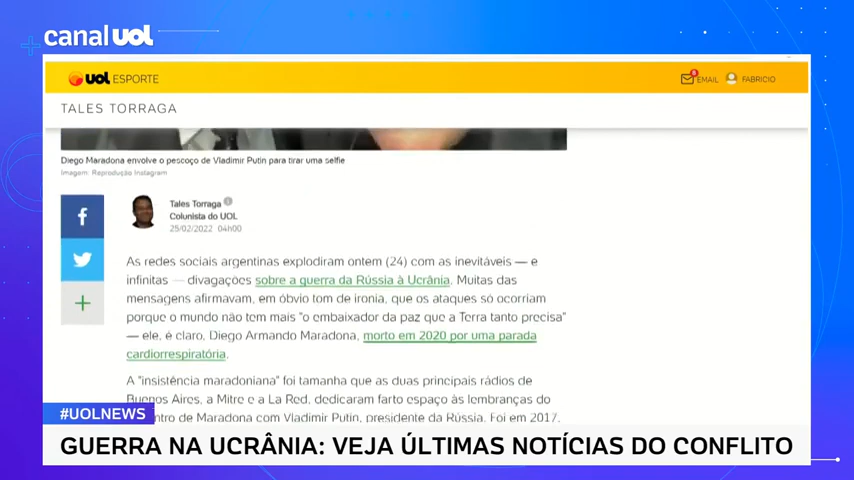 canal uol
uol ESPORTE
6
EMAIL
FABRICIO
TALES TORRAGA
Diego Maradona envolve o pescoço de Vladimir Putin para tirar uma selfie
Imagem: Reprodução Instagram
Tales Torraga
Colunista do UOL
25/02/2022 04h00
As redes sociais argentinas explodiram ontem (24) com as inevitáveis — e
infinitas — divagações sobre a guerra da Rússia à Ucrânia. Muitas das
mensagens afirmavam, em óbvio tom de ironia, que os ataques só ocorriam
porque o mundo não tem mais "o embaixador da paz que a Terra tanto precisa"
— ele, é claro, Diego Armando Maradona, morto em 2020 por uma parada
cardiorrespiratória.
A "insistência maradoniana" foi tamanha que as duas principais rádios de
Buenos Aires, a Mitre e a La Red, dedicaram farto espaço às lembranças do
ntro de Maradona com Vladimir Putin, presidente da Rússia. Foi em 2017,
#UOLNEWS
GUERRA NA UCRÂNIA: VEJA ÚLTIMAS NOTÍCIAS DO CONFLITO